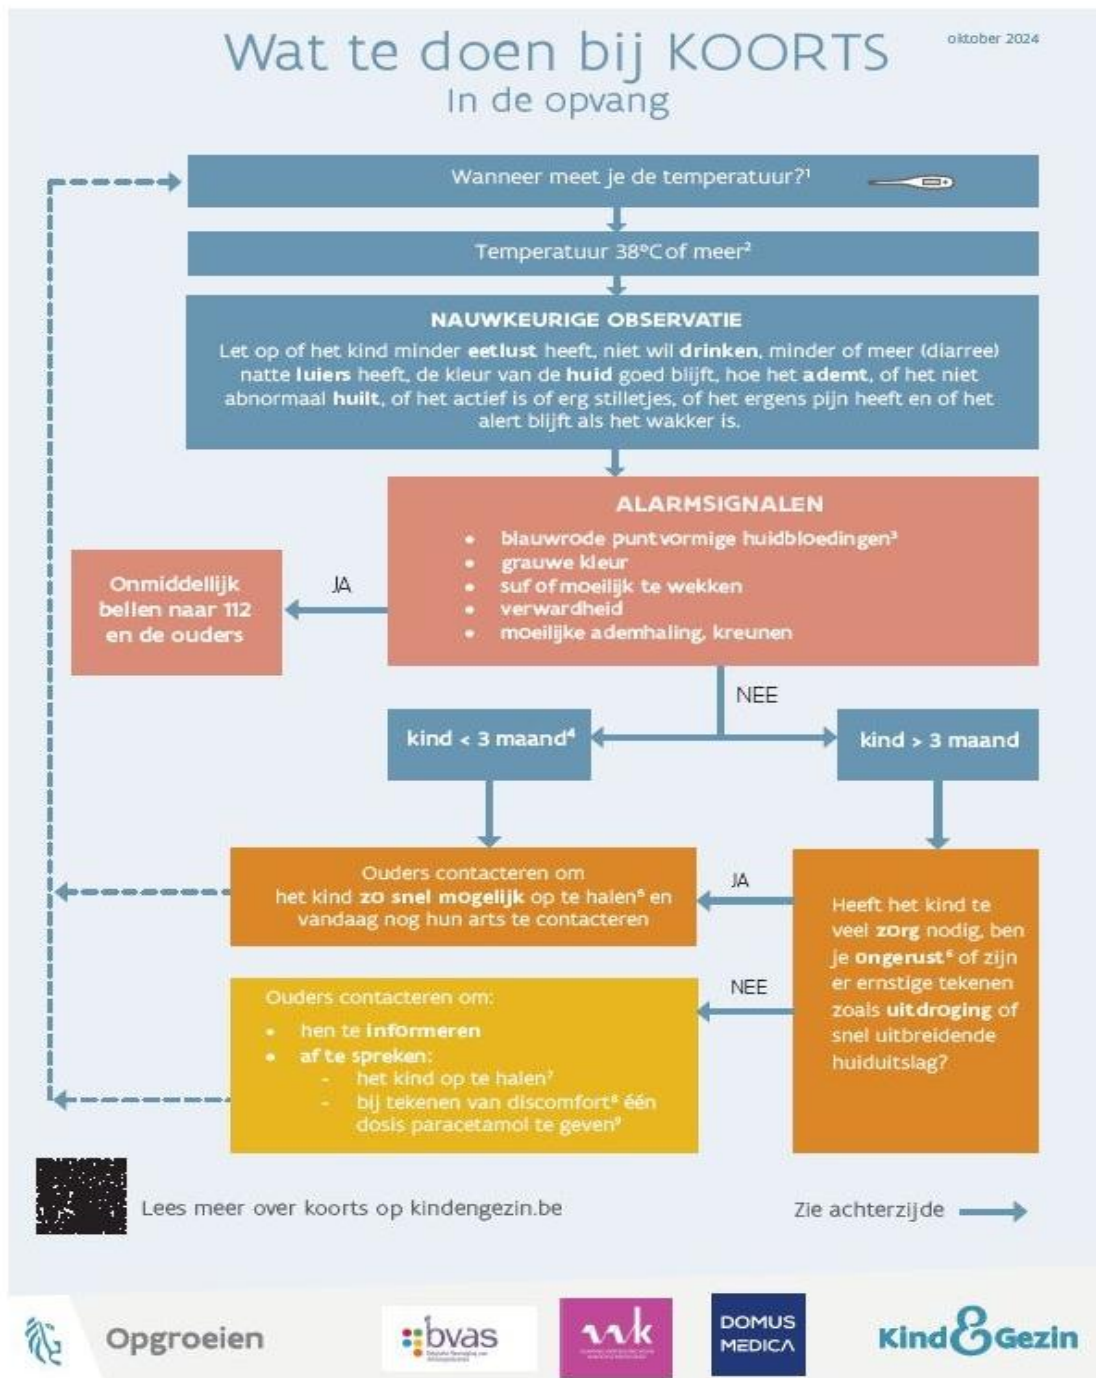 Wat te doen bij KOORTS
oktober 2024
In de opvang
Wanneer meet je de temperatuur?¹
Temperatuur 38°C of meer²
NAUWKEURIGE OBSERVATIE
Let op of het kind minder eetlust heeft, niet wil drinken, minder of meer (diarree)
natte luiers heeft, de kleur van de huid goed blijft, hoe het ademt, of het niet
abnormaal huilt, of het actief is of erg stilletjes, of het ergens pijn heeft en of het
alert blijft als het wakker is.
ALARMSIGNALEN
• blauwrode puntvormige huidbloedingen³
• grauwe kleur
• suf of moeilijk te wekken
• verwardheid
• moeilijke ademhaling, kreunen
JA
Onmiddellijk
bellen naar 112
en de ouders
NEE
kind < 3 maand⁴
kind > 3 maand
Ouders contacteren om
het kind zo snel mogelijk op te halen⁵ en
vandaag nog hun arts te contacteren
JA
Heeft het kind te
veel zorg nodig, ben
je ongerust⁶ of zijn
er ernstige tekenen
zoals uitdroging of
snel uitbreidende
huiduitslag?
NEE
Ouders contacteren om:
• hen te informeren
• af te spreken:
- het kind op te halen⁷
- bij tekenen van discomfort⁸ één
dosis paracetamol te geven⁹
Lees meer over koorts op kindengezin.be
Zie achterzijde
Opgroeien
bvas
vvk
DOMUS
MEDICA
Kind & Gezin